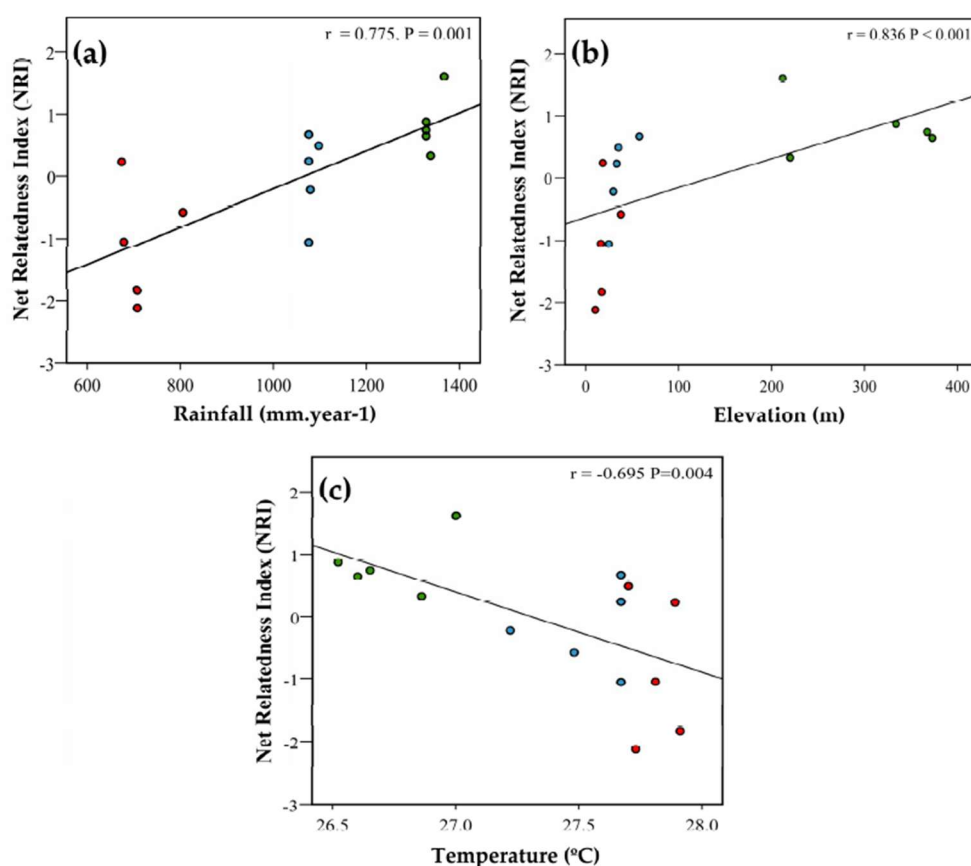 (a)
r = 0.775, P = 0.001
Net Relatedness Index (NRI)
2
1
0
-1
-2
-3
600 800 1000 1200 1400
Rainfall (mm.year-1)
(b)
r = 0.836 P < 0.001
Net Relatedness Index (NRI)
2
1
0
-1
-2
-3
0 100 200 300 400
Elevation (m)
(c)
r = -0.695 P=0.004
Net Relatedness Index (NRI)
2
1
0
-1
-2
-3
26.5 27.0 27.5 28.0
Temperature (ºC)